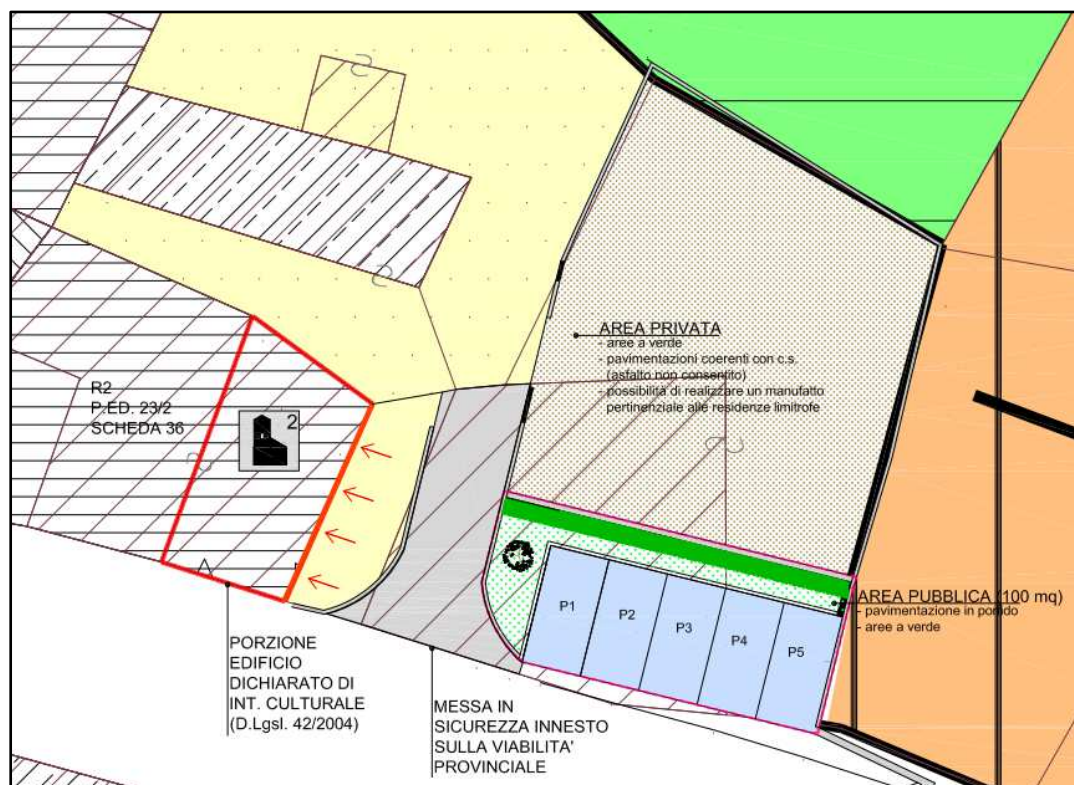 AREA PRIVATA
- aree a verde
- pavimentazioni coerenti con c.s.
(asfalto non consentito)
- possibilità di realizzare un manufatto
pertinenziale alle residenze limitrofe
R2
P.ED. 23/2
SCHEDA 36
2
P1
P2
P3
P4
P5
AREA PUBBLICA (100 mq)
- pavimentazione in porfido
- aree a verde
PORZIONE
EDIFICIO
DICHIARATO DI
INT. CULTURALE
(D.Lgsl. 42/2004)
MESSA IN
SICUREZZA INNESTO
SULLA VIABILITA'
PROVINCIALE